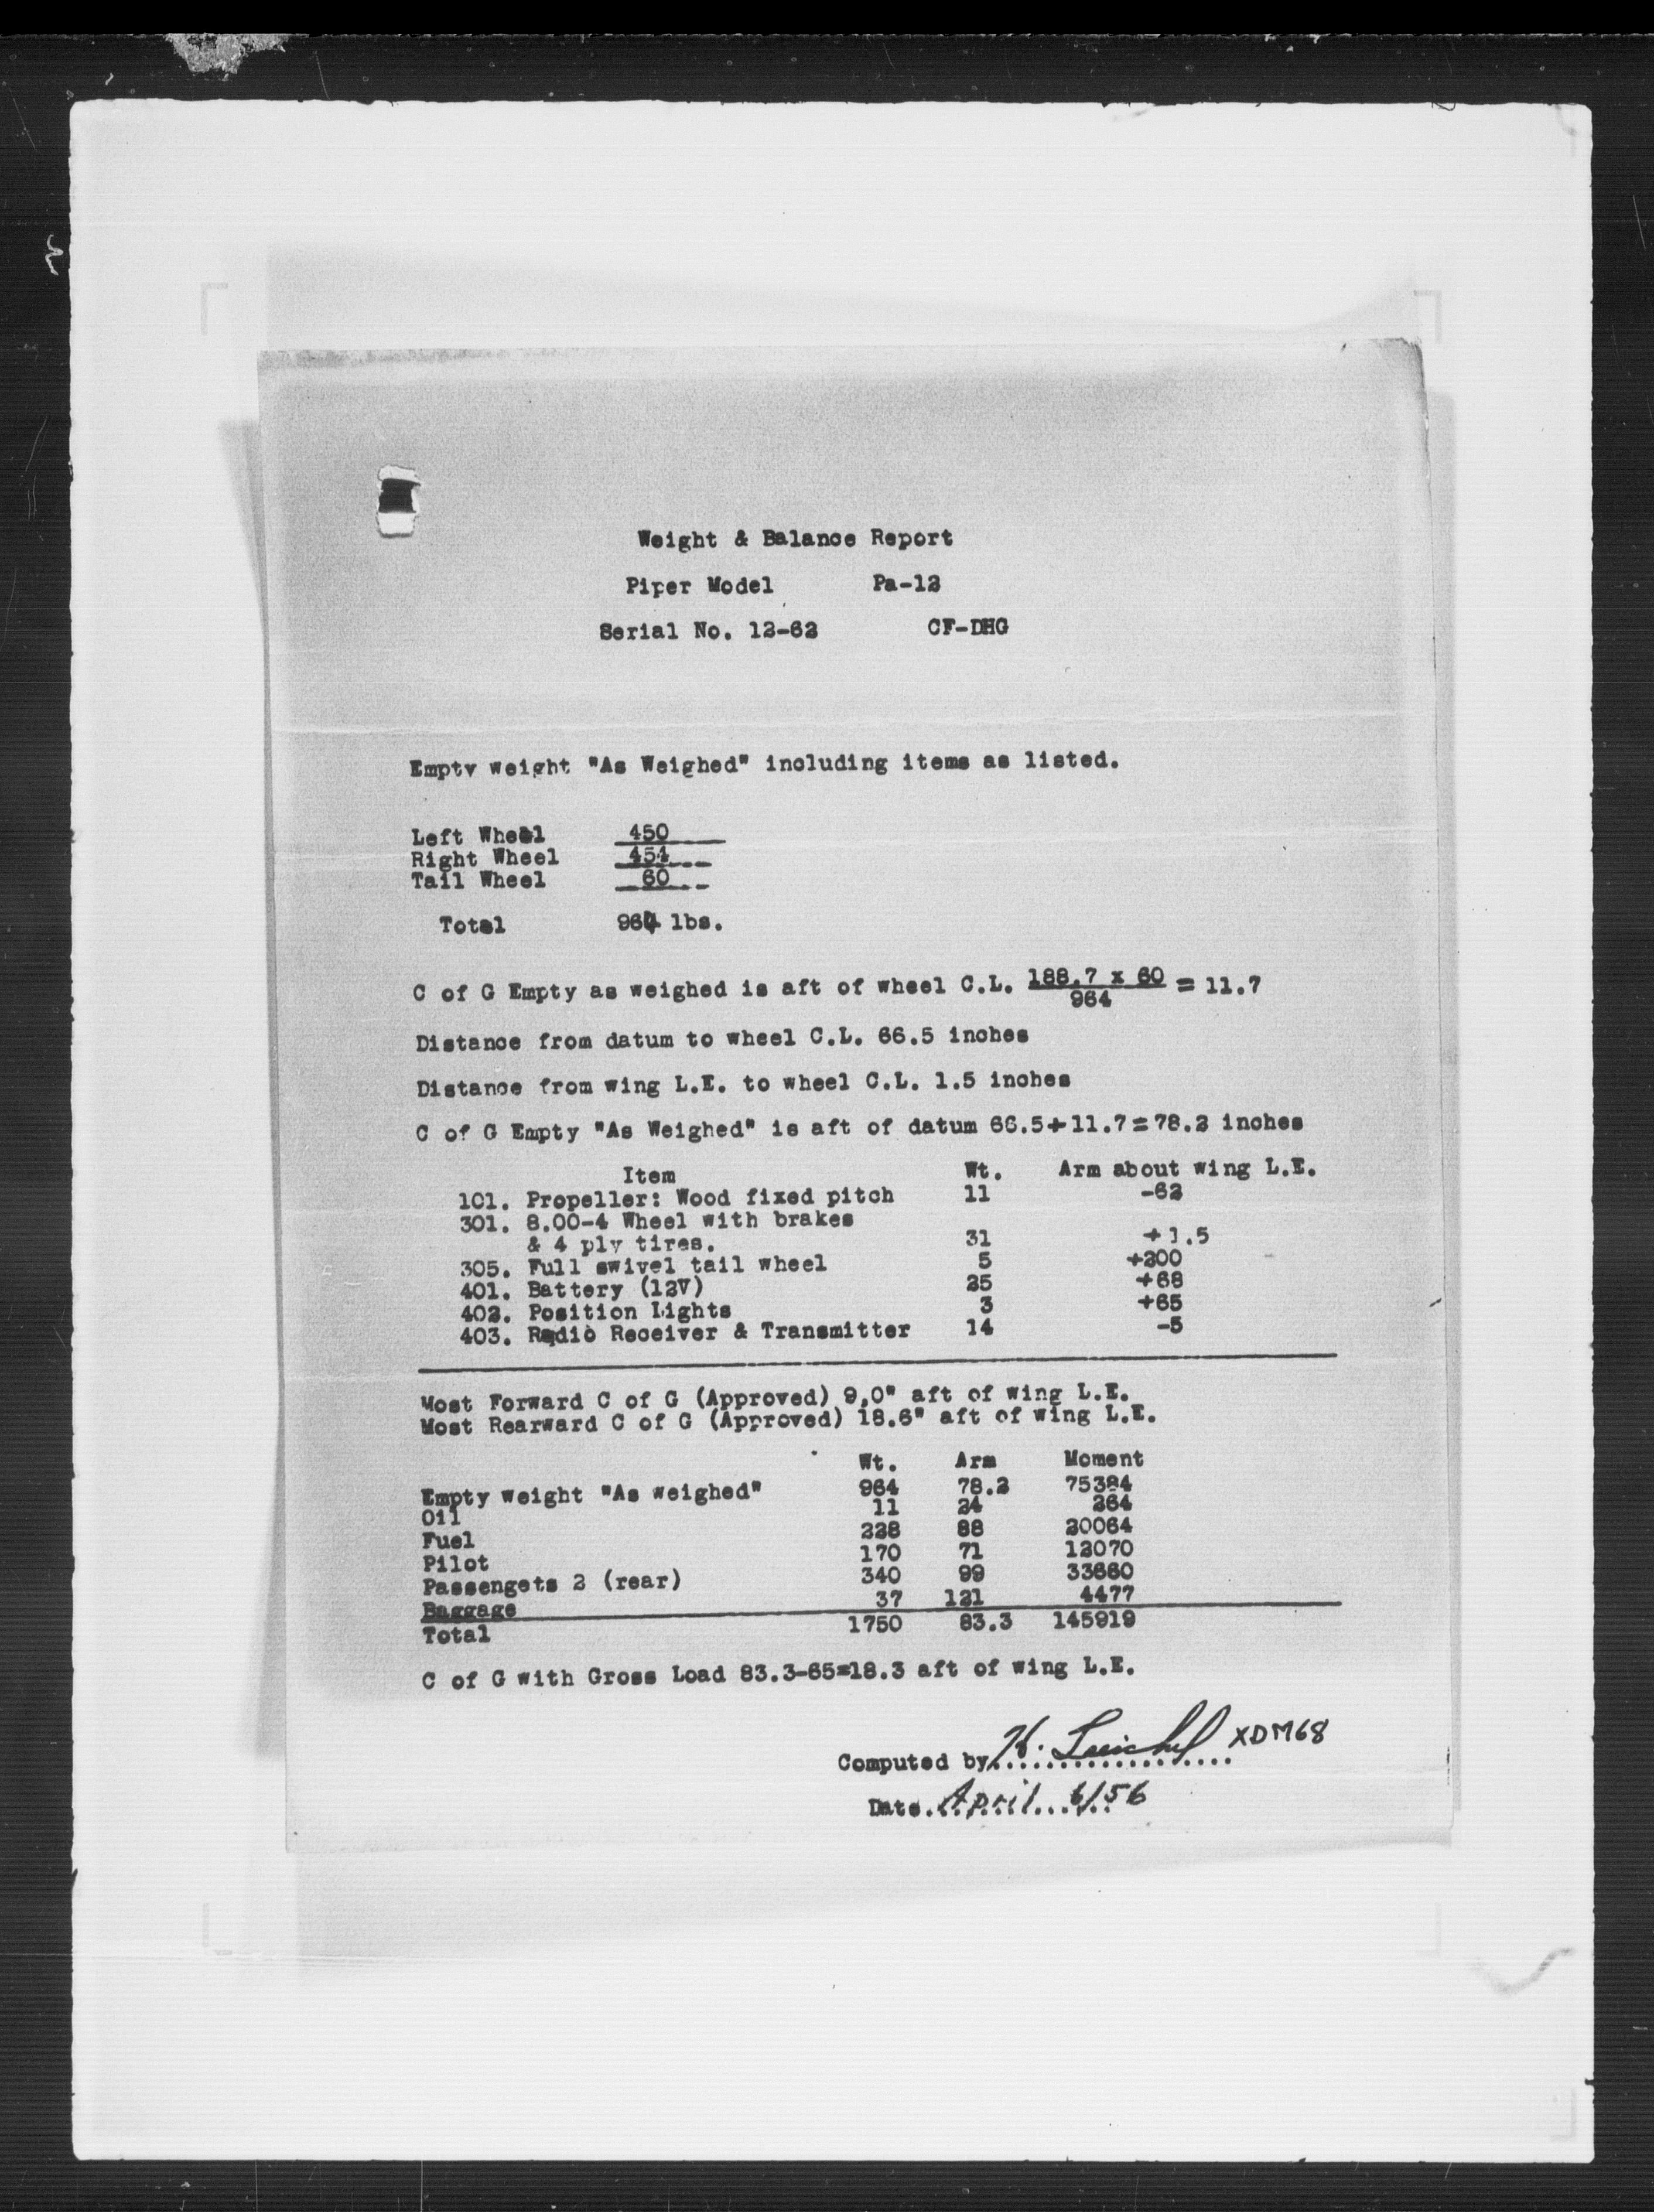 Weight & Balance Report
Piper Model Pa-12
Serial No. 12-62 CF-DHG
Empty weight "As Weighed" including items as listed.
Left Wheel 450
Right Wheel 454
Tail Wheel 60
Total 964 lbs.
C of G Empty as weighed is aft of wheel C.L. 188.7 x 60 / 964 = 11.7
Distance from datum to wheel C.L. 66.5 inches
Distance from wing L.E. to wheel C.L. 1.5 inches
C of G Empty "As Weighed" is aft of datum 66.5+11.7=78.2 inches
Item Wt. Arm about wing L.E.
101. Propeller: Wood fixed pitch 11 -62
301. 8.00-4 Wheel with brakes
& 4 ply tires. 31 +1.5
305. Full swivel tail wheel 5 +200
401. Battery (12V) 25 +68
402. Position Lights 3 +65
403. Radio Receiver & Transmitter 14 -5
Most Forward C of G (Approved) 9.0" aft of wing L.E.
Most Rearward C of G (Approved) 18.6" aft of wing L.E.
Wt. Arm Moment
Empty weight "As weighed" 964 78.2 75384
Oil 11 24 264
Fuel 228 88 20064
Pilot 170 71 12070
Passengets 2 (rear) 340 99 33660
Baggage 37 121 4477
Total 1750 83.3 145919
C of G with Gross Load 83.3-65=18.3 aft of wing L.E.
Computed by H. XDM68
Date. April 6/56